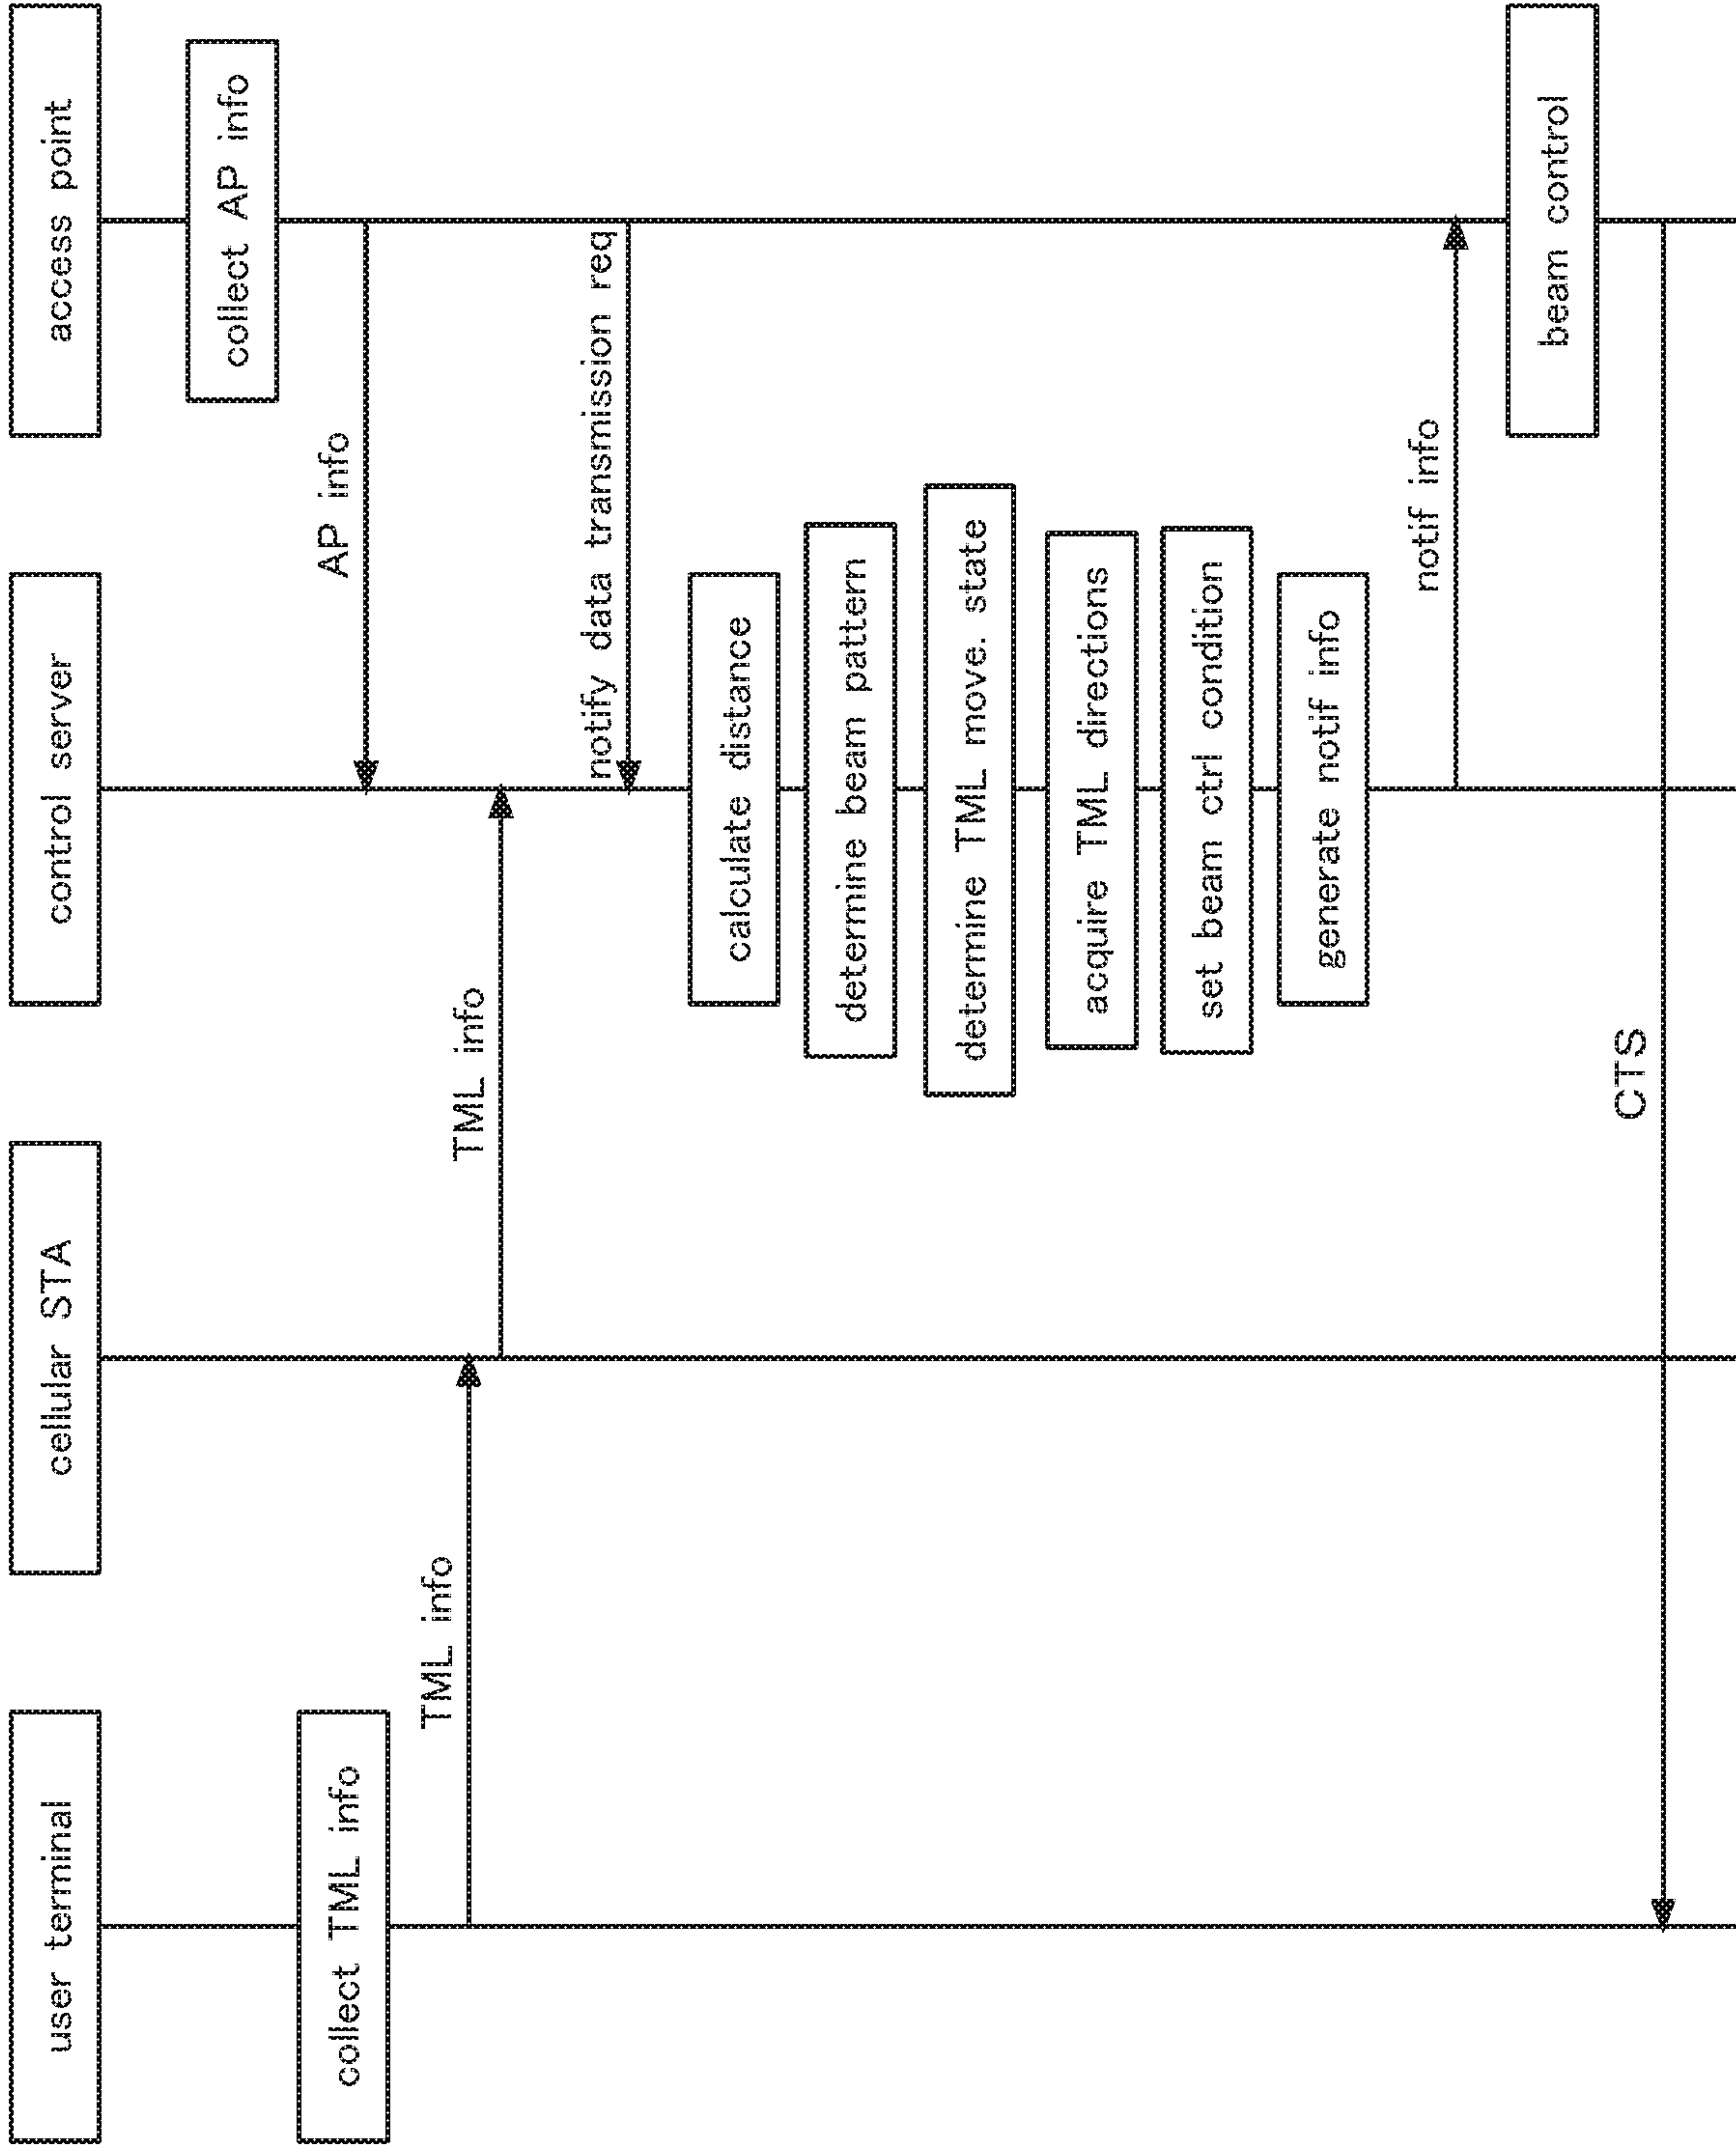 user terminal
cellular STA
control server
access point
collect AP info
collect TML info
AP info
TML info
TML info
notify data transmission req
calculate distance
determine beam pattern
determine TML move. state
acquire TML directions
set beam ctrl condition
generate notif info
notif info
beam control
CTS